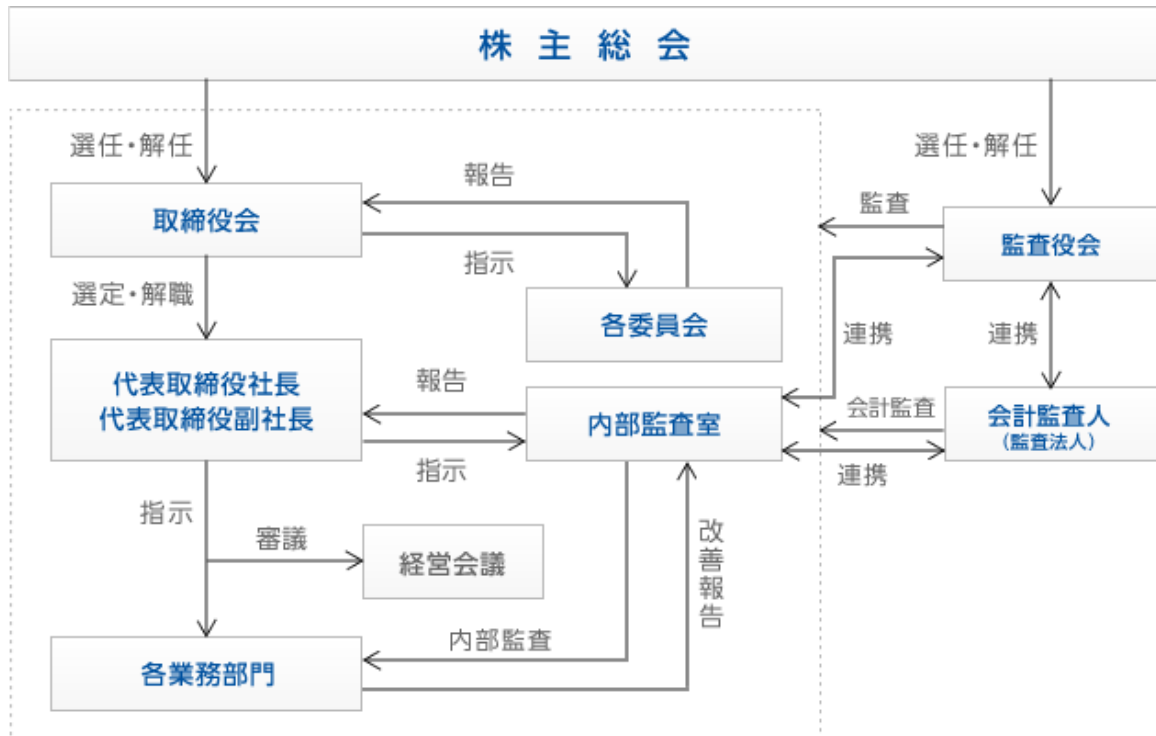 株主総会
選任・解任
選任・解任
報告
監査
取締役会
監査役会
指示
選定・解職
各委員会
連携
連携
代表取締役社長
代表取締役副社長
報告
内部監査室
会計監査
会計監査人
(監査法人)
指示
連携
指示
審議
経営会議
改善報告
内部監査
各業務部門